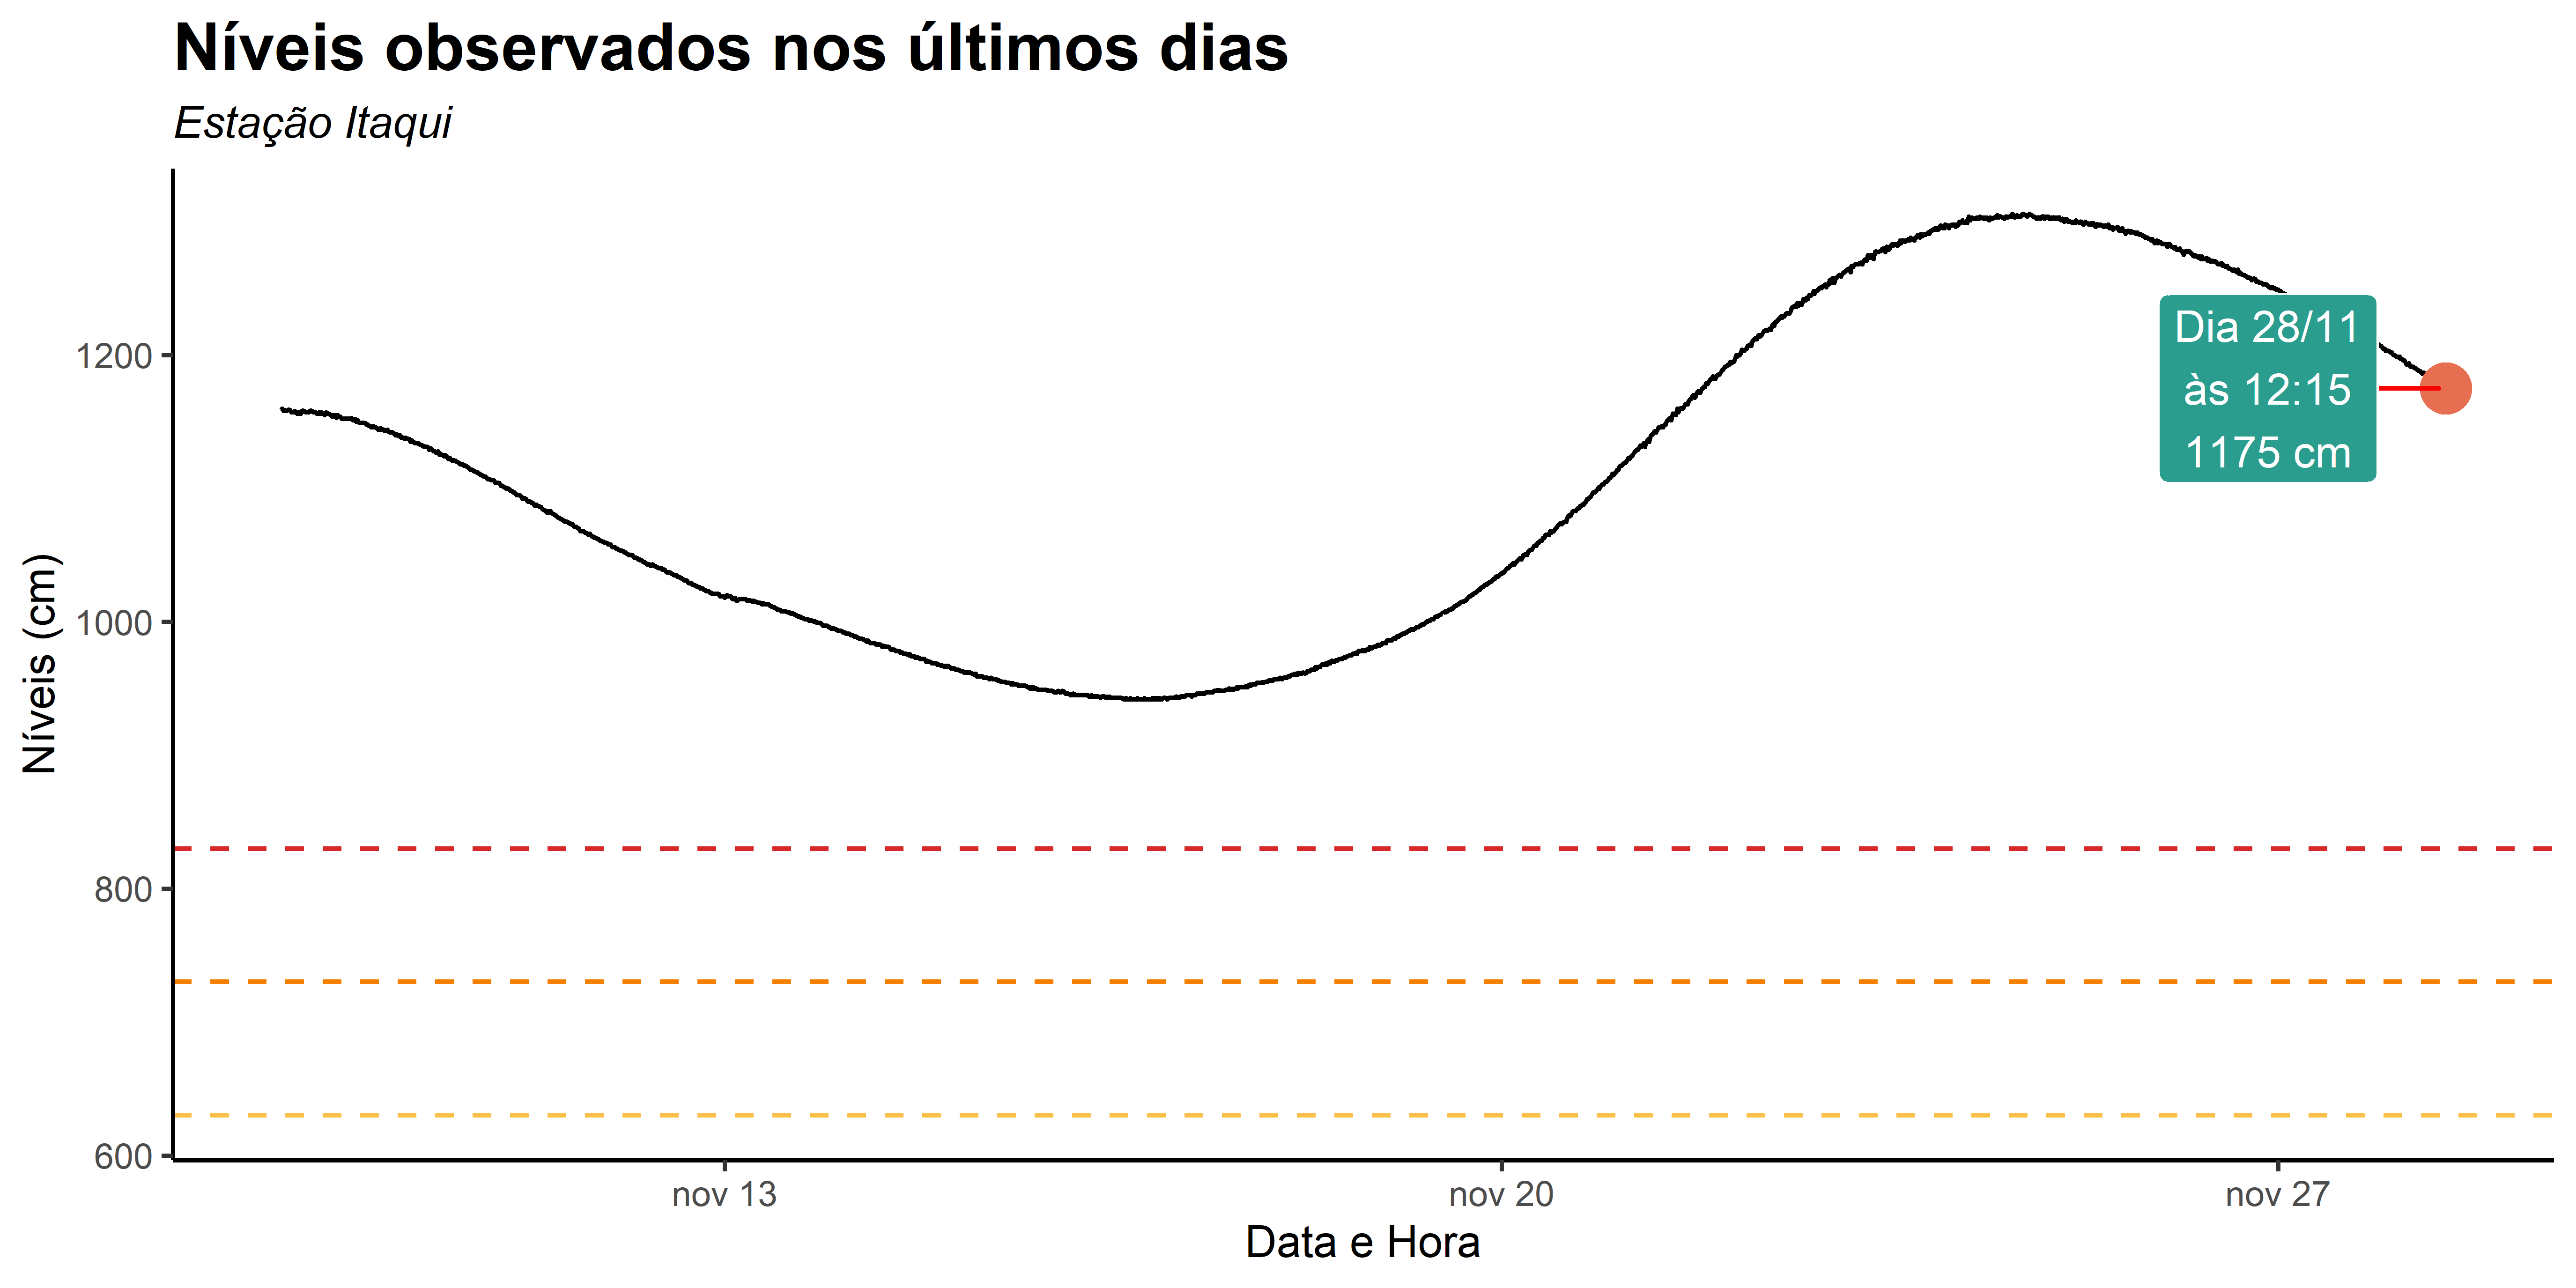 Níveis observados nos últimos dias
Estação Itaqui
Níveis (cm)
1200
1000
800
600
Dia 28/11
às 12:15
1175 cm
nov 13
nov 20
nov 27
Data e Hora